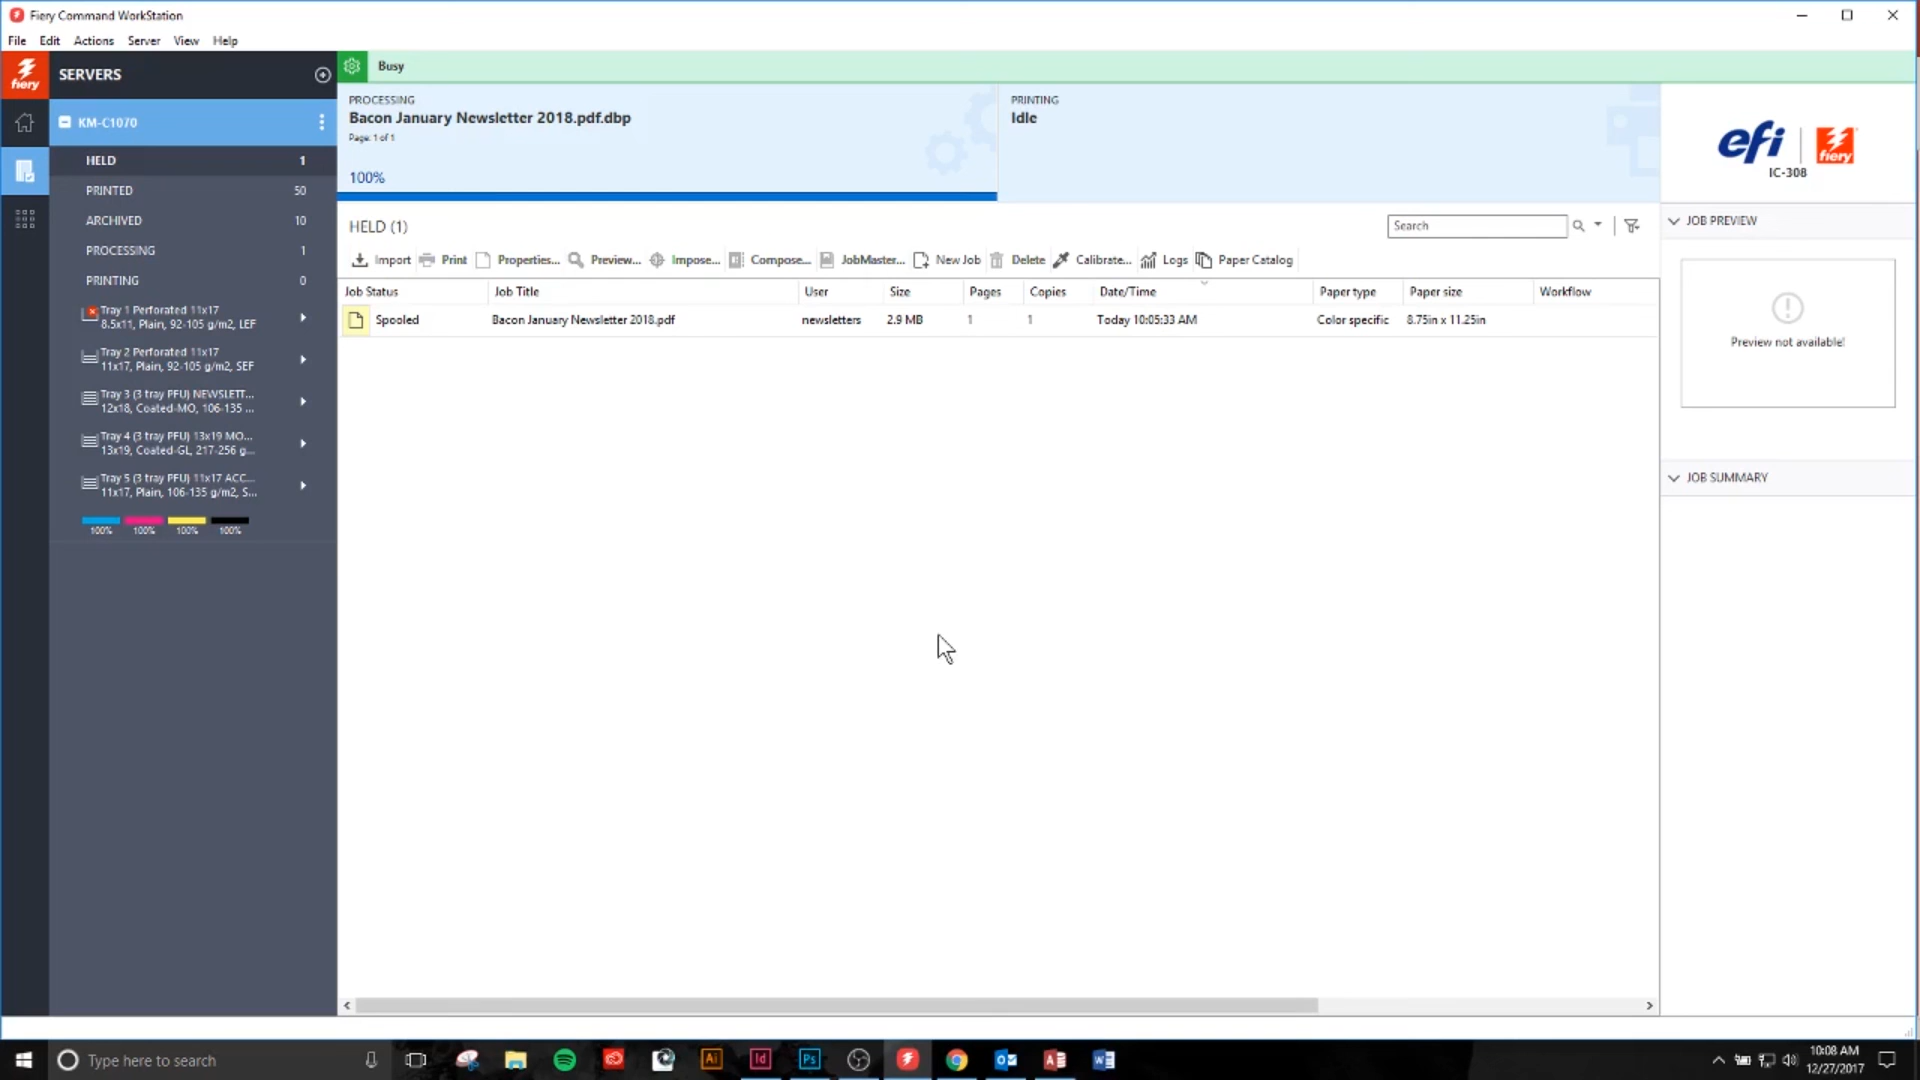 Fiery Command WorkStation
File Edit Actions Server View Help
fiery
SERVERS
Busy
KM-C1070
HELD 1
PRINTED 50
ARCHIVED 10
PROCESSING 1
PRINTING 0
Tray 1 Perforated 11x17
8.5x11, Plain, 92-105 g/m2, LEF
Tray 2 Perforated 11x17
11x17, Plain, 92-105 g/m2, SEF
Tray 3 (3 tray PFU) NEWSLETT...
12x18, Coated-MO, 106-135 ...
Tray 4 (3 tray PFU) 13x19 MO...
13x19, Coated-GL, 217-256 g...
Tray 5 (3 tray PFU) 11x17 ACC...
11x17, Plain, 106-135 g/m2, S...
100% 100% 100% 100%
PROCESSING
Bacon January Newsletter 2018.pdf.dbp
Page: 1 of 1
100%
PRINTING
Idle
efi fiery
IC-308
HELD (1)
Search
Import Print Properties... Preview... Impose... Compose... JobMaster... New Job Delete Calibrate... Logs Paper Catalog
Job Status Job Title User Size Pages Copies Date/Time Paper type Paper size Workflow
Spooled Bacon January Newsletter 2018.pdf newsletters 2.9 MB 1 1 Today 10:05:33 AM Color specific 8.75in x 11.25in
JOB PREVIEW
Preview not available!
JOB SUMMARY
Type here to search
Ai Id Ps
10:08 AM
12/27/2017